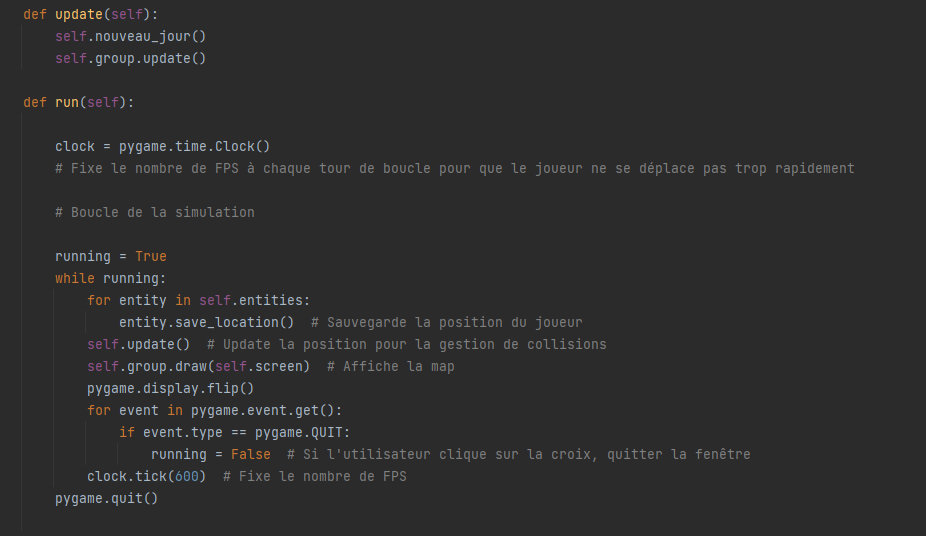 def update(self):
    self.nouveau_jour()
    self.group.update()
def run(self):
    clock = pygame.time.Clock()
    # Fixe le nombre de FPS à chaque tour de boucle pour que le joueur ne se déplace pas trop rapidement
    # Boucle de la simulation
    running = True
    while running:
        for entity in self.entities:
            entity.save_location()  # Sauvegarde la position du joueur
        self.update()  # Update la position pour la gestion de collisions
        self.group.draw(self.screen)  # Affiche la map
        pygame.display.flip()
        for event in pygame.event.get():
            if event.type == pygame.QUIT:
                running = False  # Si l'utilisateur clique sur la croix, quitter la fenêtre
        clock.tick(600)  # Fixe le nombre de FPS
    pygame.quit()